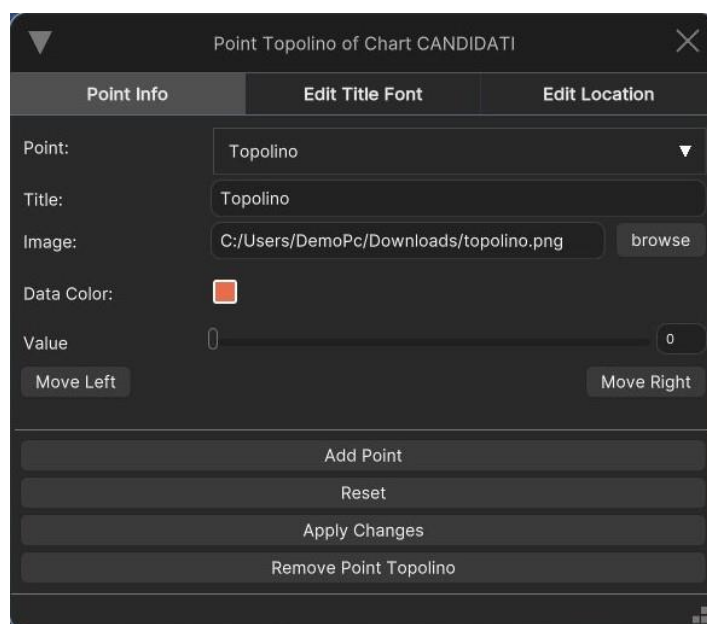 Point Topolino of Chart CANDIDATI
Point Info Edit Title Font Edit Location
Point: Topolino
Title: Topolino
Image: C:/Users/DemoPc/Downloads/topolino.png browse
Data Color:
Value 0
Move Left Move Right
Add Point
Reset
Apply Changes
Remove Point Topolino